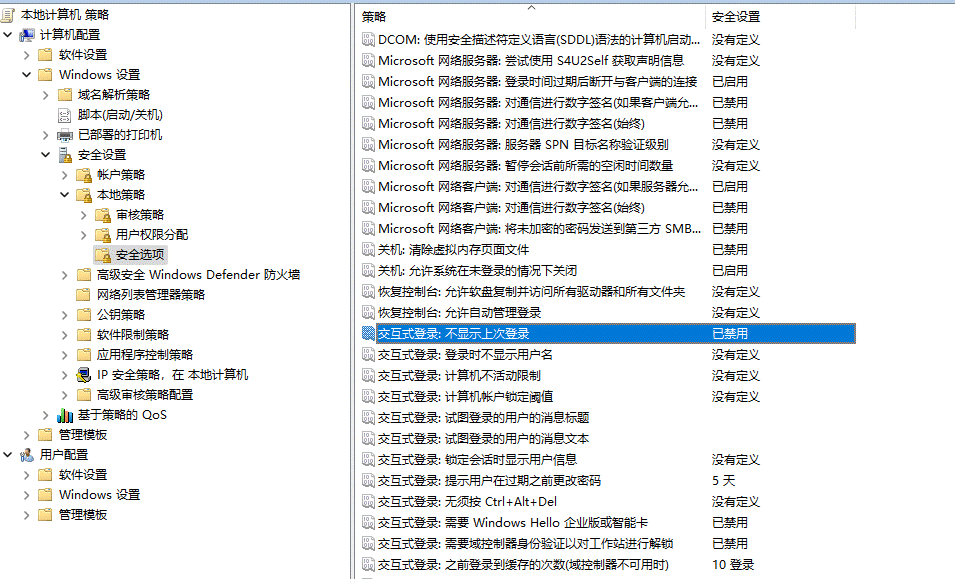 本地计算机 策略
计算机配置
软件设置
Windows 设置
域名解析策略
脚本(启动/关机)
已部署的打印机
安全设置
帐户策略
本地策略
审核策略
用户权限分配
安全选项
高级安全 Windows Defender 防火墙
网络列表管理器策略
公钥策略
软件限制策略
应用程序控制策略
IP 安全策略，在 本地计算机
高级审核策略配置
基于策略的 QoS
管理模板
用户配置
软件设置
Windows 设置
管理模板
策略 安全设置
DCOM: 使用安全描述符定义语言(SDDL)语法的计算机启动... 没有定义
Microsoft 网络服务器: 尝试使用 S4U2Self 获取声明信息 没有定义
Microsoft 网络服务器: 登录时间过期后断开与客户端的连接 已启用
Microsoft 网络服务器: 对通信进行数字签名(如果客户端允... 已禁用
Microsoft 网络服务器: 对通信进行数字签名(始终) 已禁用
Microsoft 网络服务器: 服务器 SPN 目标名称验证级别 没有定义
Microsoft 网络服务器: 暂停会话前所需的空闲时间数量 没有定义
Microsoft 网络客户端: 对通信进行数字签名(如果服务器允... 已启用
Microsoft 网络客户端: 对通信进行数字签名(始终) 已禁用
Microsoft 网络客户端: 将未加密的密码发送到第三方 SMB... 已禁用
关机: 清除虚拟内存页面文件 已禁用
关机: 允许系统在未登录的情况下关闭 已启用
恢复控制台: 允许软盘复制并访问所有驱动器和所有文件夹 没有定义
恢复控制台: 允许自动管理登录 没有定义
交互式登录: 不显示上次登录 已禁用
交互式登录: 登录时不显示用户名 没有定义
交互式登录: 计算机不活动限制 没有定义
交互式登录: 计算机帐户锁定阈值 没有定义
交互式登录: 试图登录的用户的消息标题
交互式登录: 试图登录的用户的消息文本
交互式登录: 锁定会话时显示用户信息 没有定义
交互式登录: 提示用户在过期之前更改密码 5 天
交互式登录: 无须按 Ctrl+Alt+Del 没有定义
交互式登录: 需要 Windows Hello 企业版或智能卡 已禁用
交互式登录: 需要域控制器身份验证以对工作站进行解锁 已禁用
交互式登录: 之前登录到缓存的次数(域控制器不可用时) 10 登录